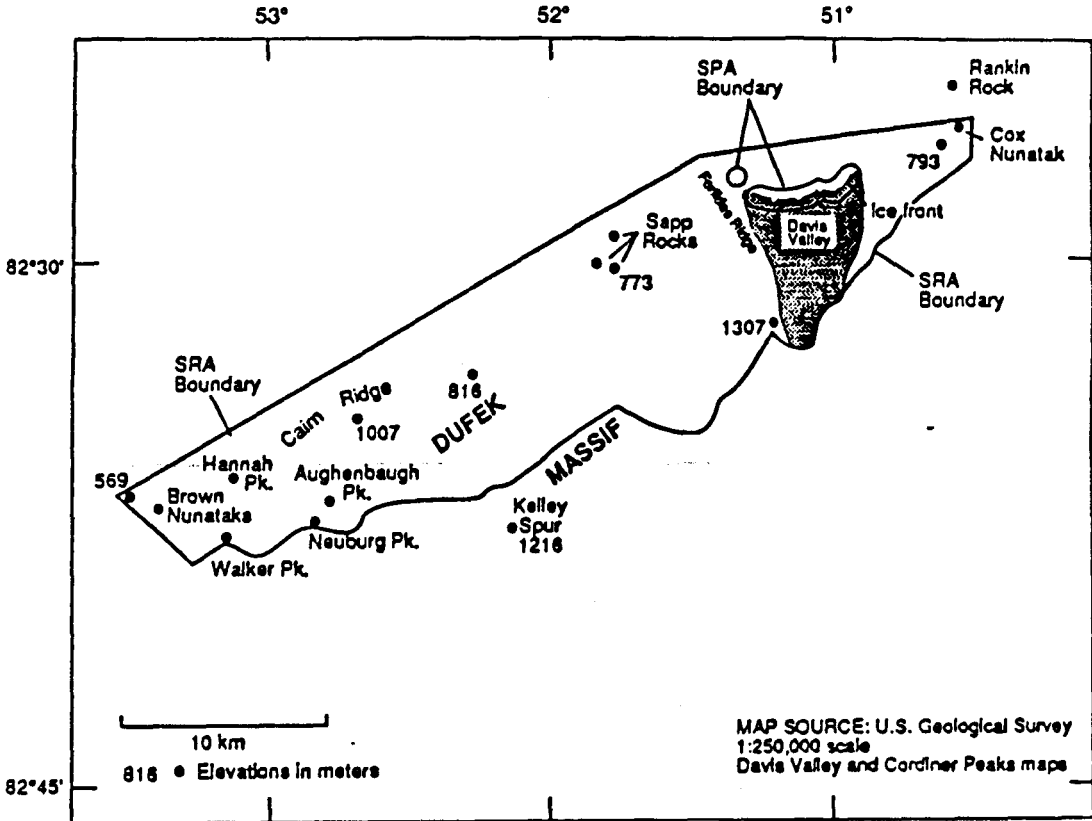 53°
52°
51°
SPA
Boundary
Rankin
Rock
Cox
Nunatak
793
Forlidas Ridge
Davis
Valley
Ice front
Sapp
Rocks
82°30'
773
SRA
Boundary
1307
SRA
Boundary
816
Cairn Ridge
1007
DUFEK
MASSIF
Hannah
Pk.
Aughenbaugh
Pk.
569
Brown
Nunataks
Kelley
Spur
1216
Neuburg Pk.
Walker Pk.
10 km
MAP SOURCE: U.S. Geological Survey
1:250,000 scale
Davis Valley and Cordiner Peaks maps
816 ● Elevations in meters
82°45'